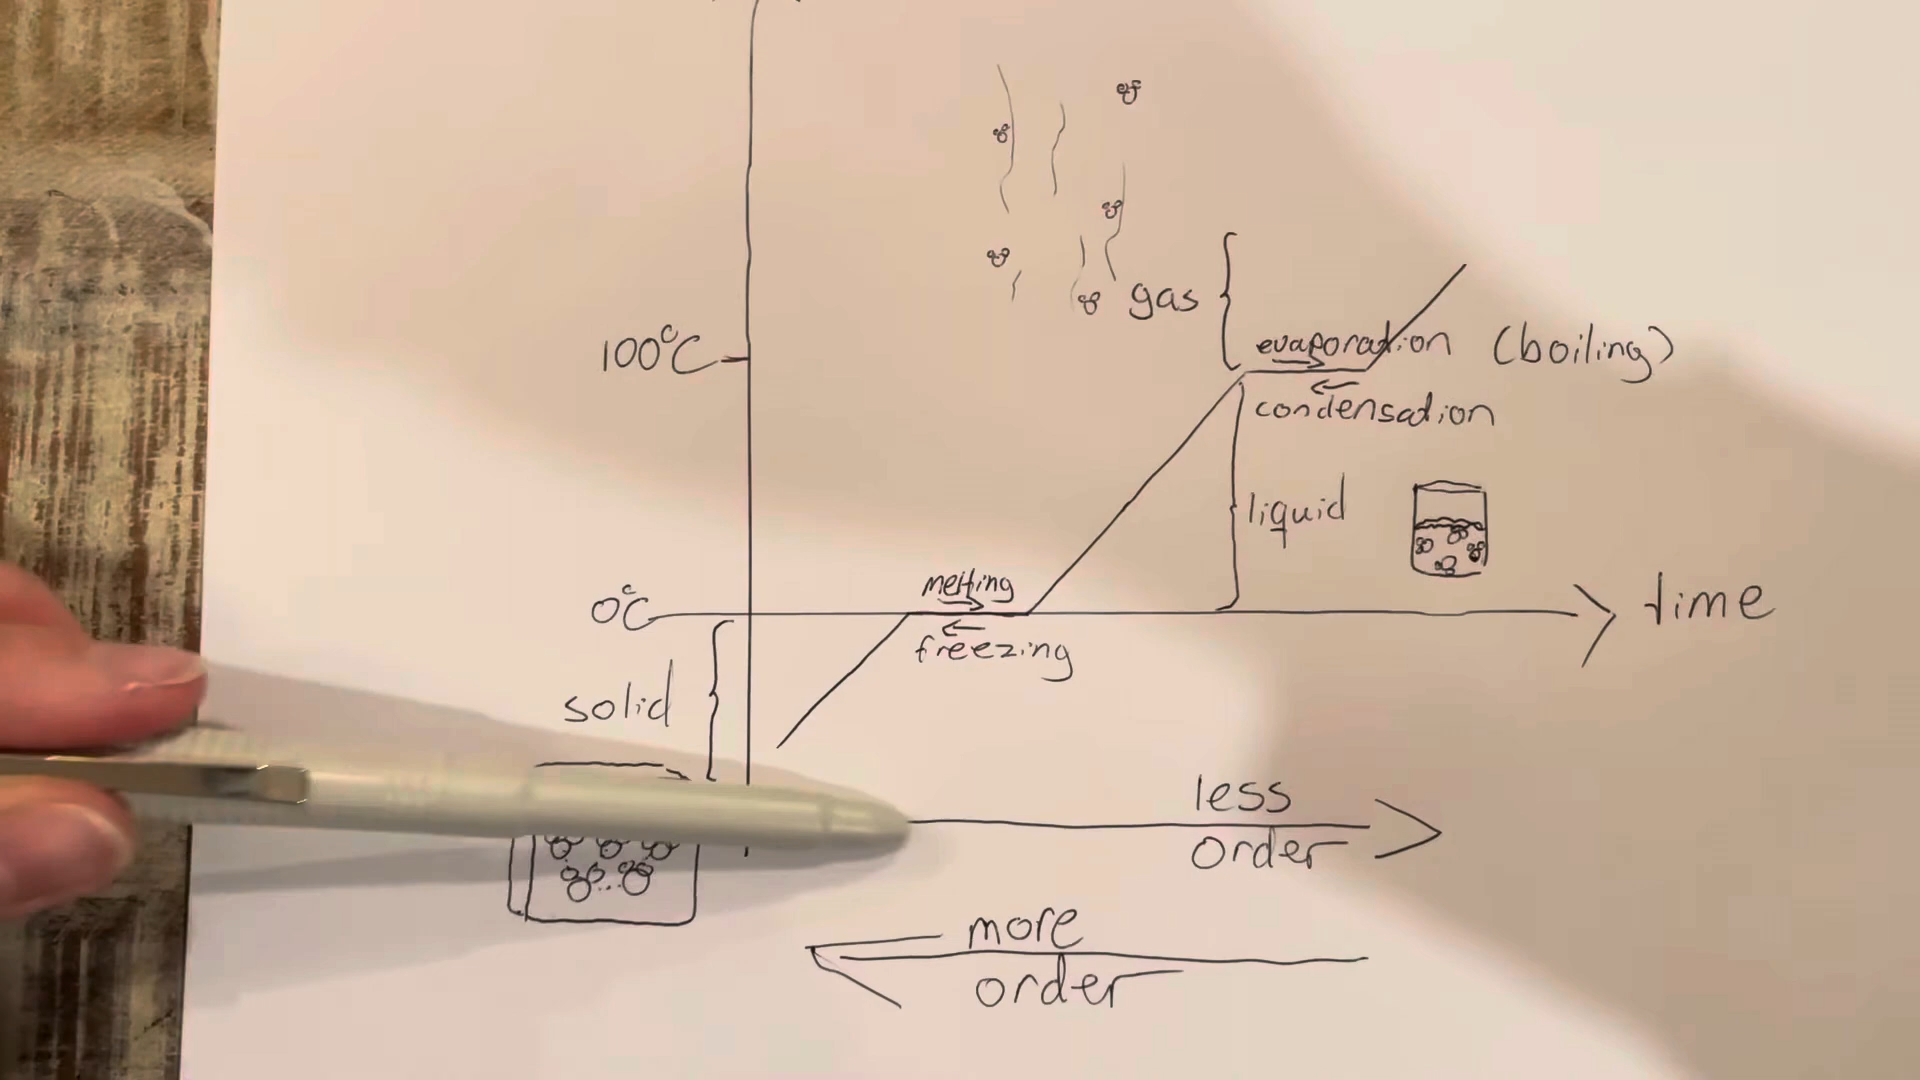 gas
100°C
evaporation (boiling)
condensation
liquid
melting
0°C
time
freezing
solid
less
order
more
order